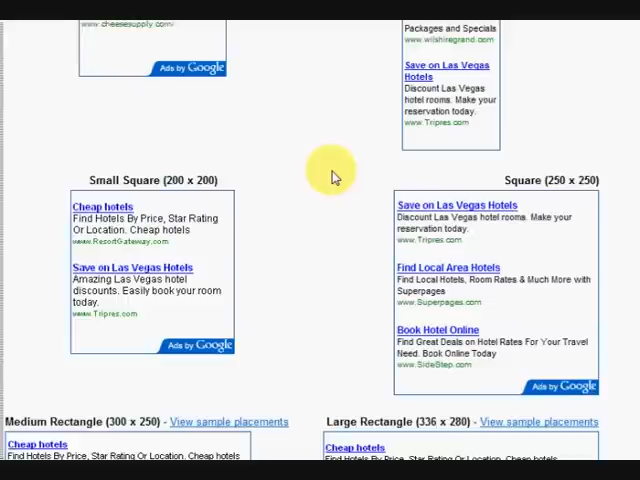 www.cheesesupply.com/
Ads by Google
Packages and Specials
www.wilshiregrand.com
Save on Las Vegas
Hotels
Discount Las Vegas
hotel rooms. Make your
reservation today.
www.Tripres.com
Small Square (200 x 200)
Cheap hotels
Find Hotels By Price, Star Rating
Or Location. Cheap hotels
www.ResortGateway.com
Save on Las Vegas Hotels
Amazing Las Vegas hotel
discounts. Easily book your room
today.
www.Tripres.com
Ads by Google
Square (250 x 250)
Save on Las Vegas Hotels
Discount Las Vegas hotel rooms. Make your
reservation today.
www.Tripres.com
Find Local Area Hotels
Find Local Hotels, Room Rates & Much More with
Superpages
www.Superpages.com
Book Hotel Online
Find Great Deals on Hotel Rates For Your Travel
Need. Book Online Today
www.SideStep.com
Ads by Google
Medium Rectangle (300 x 250) - View sample placements
Cheap hotels
Find Hotels By Price, Star Rating Or Location. Cheap hotels
Large Rectangle (336 x 280) - View sample placements
Cheap hotels
Find Hotels By Price, Star Rating Or Location. Cheap hotels